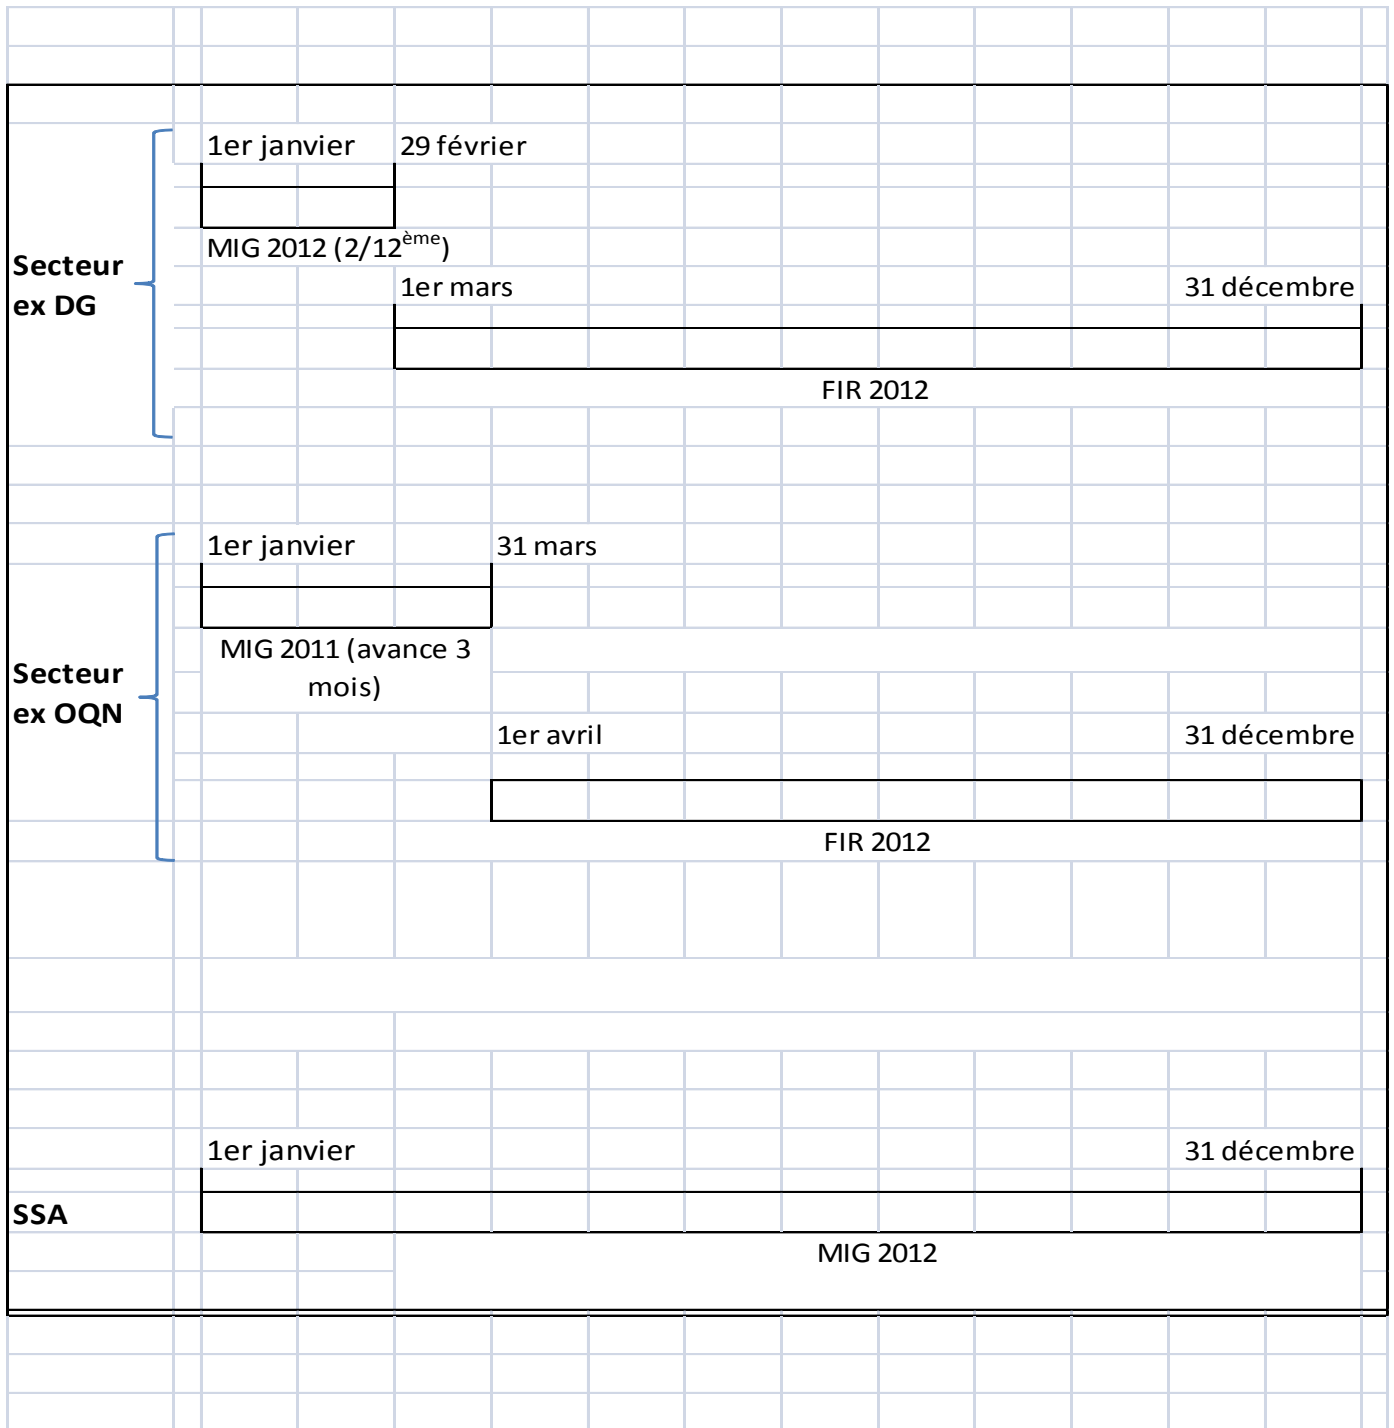 1er janvier 29 février
MIG 2012 (2/12ème)
Secteur
ex DG
1er mars 31 décembre
FIR 2012
1er janvier 31 mars
MIG 2011 (avance 3
mois)
Secteur
ex OQN
1er avril 31 décembre
FIR 2012
1er janvier 31 décembre
SSA
MIG 2012